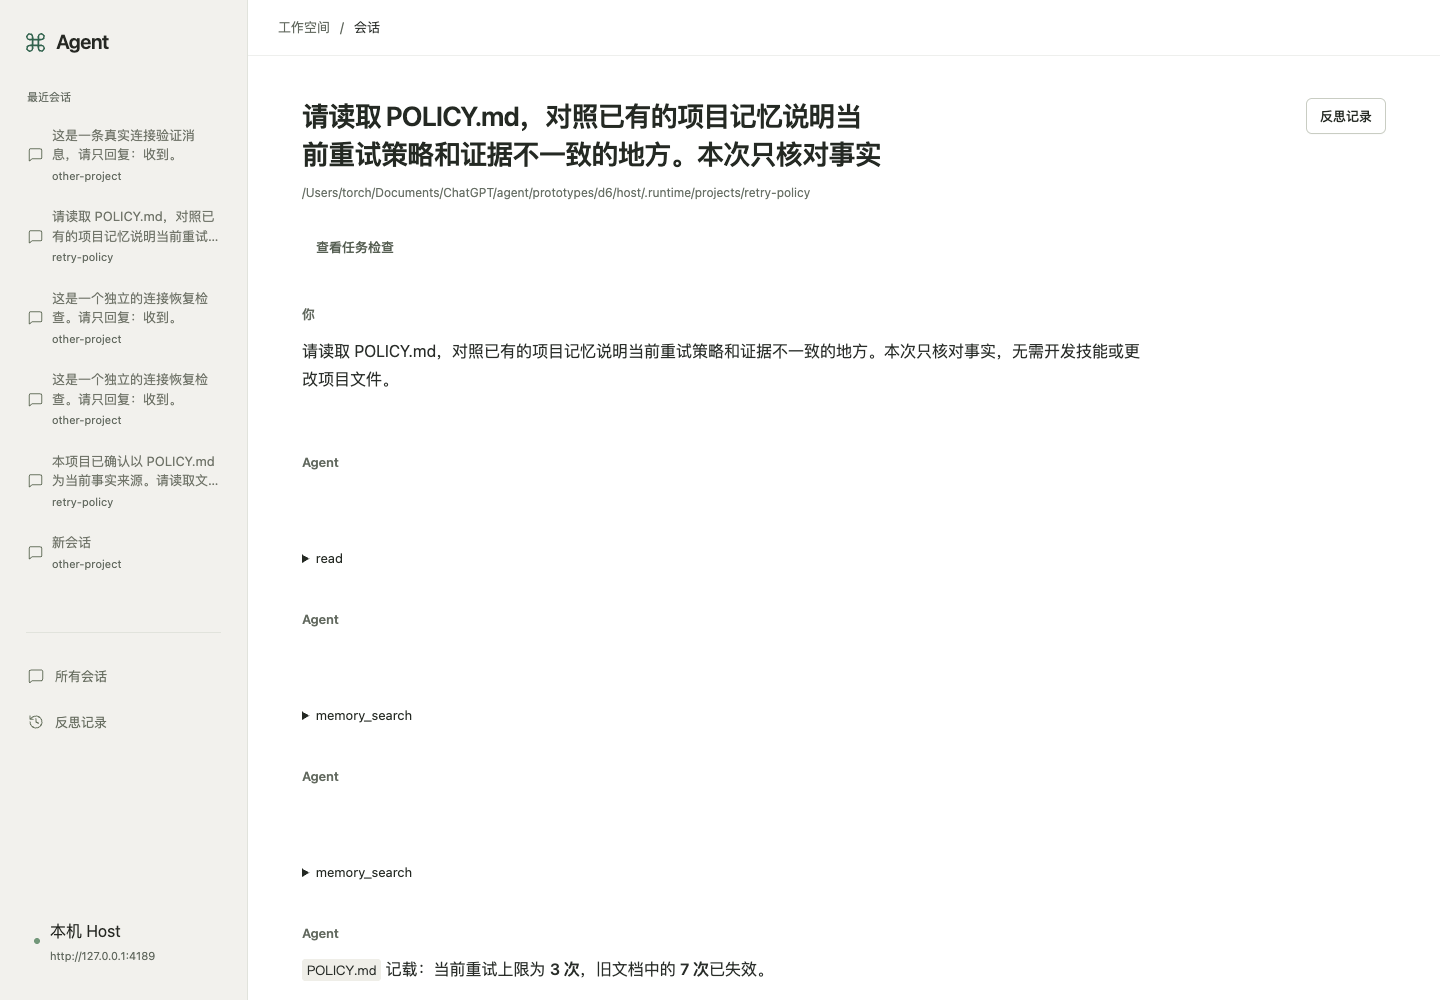 Agent
最近会话
这是一条真实连接验证消
息，请只回复：收到。
other-project
请读取 POLICY.md，对照已
有的项目记忆说明当前重试...
retry-policy
这是一个独立的连接恢复检
查。请只回复：收到。
other-project
这是一个独立的连接恢复检
查。请只回复：收到。
other-project
本项目已确认以 POLICY.md
为当前事实来源。请读取文...
retry-policy
新会话
other-project
所有会话
反思记录
本机 Host
http://127.0.0.1:4189
工作空间 / 会话
请读取 POLICY.md，对照已有的项目记忆说明当
前重试策略和证据不一致的地方。本次只核对事实
反思记录
/Users/torch/Documents/ChatGPT/agent/prototypes/d6/host/.runtime/projects/retry-policy
查看任务检查
你
请读取 POLICY.md，对照已有的项目记忆说明当前重试策略和证据不一致的地方。本次只核对事实，无需开发技能或更
改项目文件。
Agent
read
Agent
memory_search
Agent
memory_search
Agent
POLICY.md 记载：当前重试上限为 3 次，旧文档中的 7 次已失效。